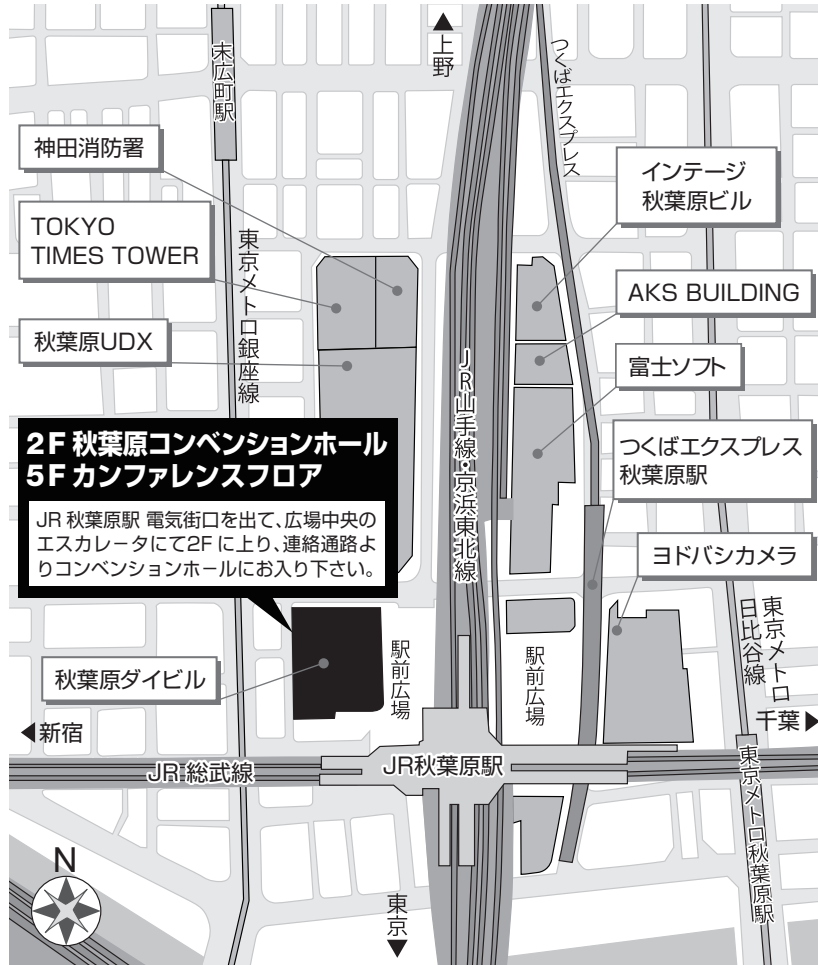 ▲
上野
末広町駅
つくばエクスプレス
神田消防署
インテージ
秋葉原ビル
TOKYO
TIMES TOWER
東京メトロ銀座線
AKS BUILDING
秋葉原UDX
JR山手線・京浜東北線
富士ソフト
2F 秋葉原コンベンションホール
5F カンファレンスフロア
JR 秋葉原駅 電気街口を出て、広場中央の
エスカレータにて2F に上り、連絡通路よ
りコンベンションホールにお入り下さい。
つくばエクスプレス
秋葉原駅
ヨドバシカメラ
東京メトロ
日比谷線
秋葉原ダイビル
駅前広場
駅前広場
◀新宿
千葉▶
JR 総武線
JR秋葉原駅
東京メトロ秋葉原駅
N
東京
▼